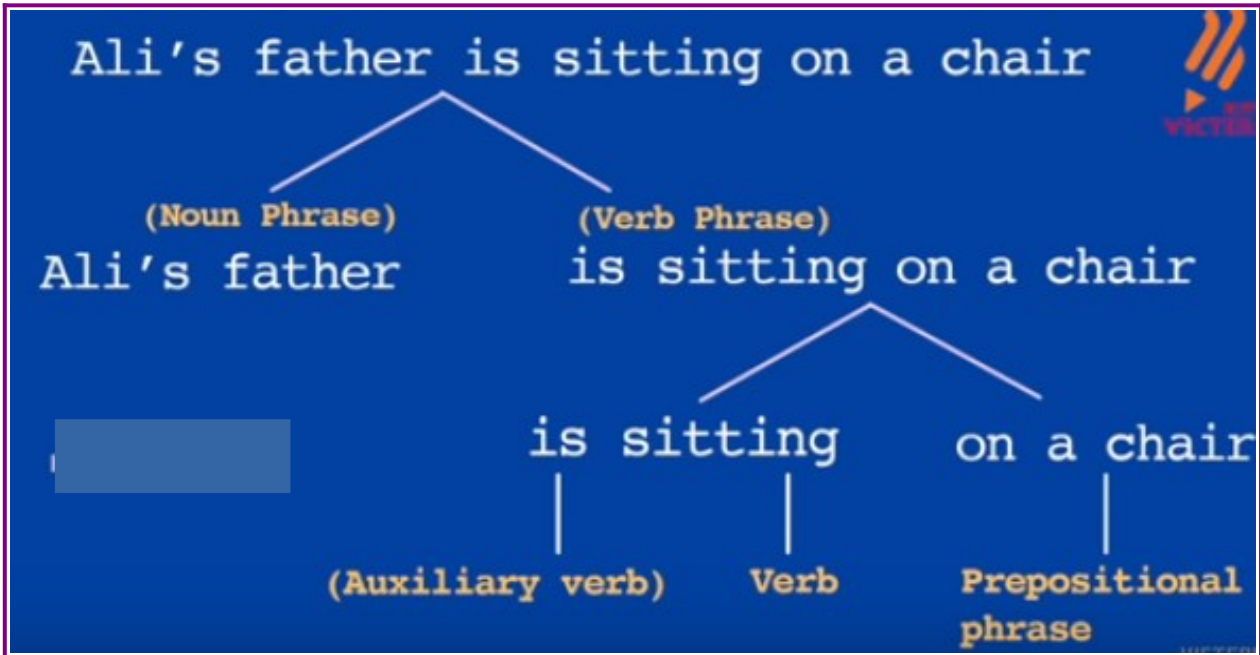 Ali's father is sitting on a chair
(Noun Phrase)
(Verb Phrase)
Ali's father
is sitting on a chair
is sitting
on a chair
(Auxiliary verb)
Verb
Prepositional
phrase